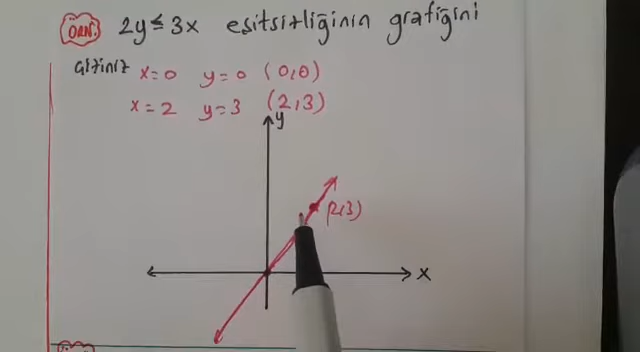 ÖRN. 2y ≤ 3x eşitsizliğinin grafiğini
çiziniz x=0 y=0 (0,0)
x=2 y=3 (2,3)
y
(2,3)
x